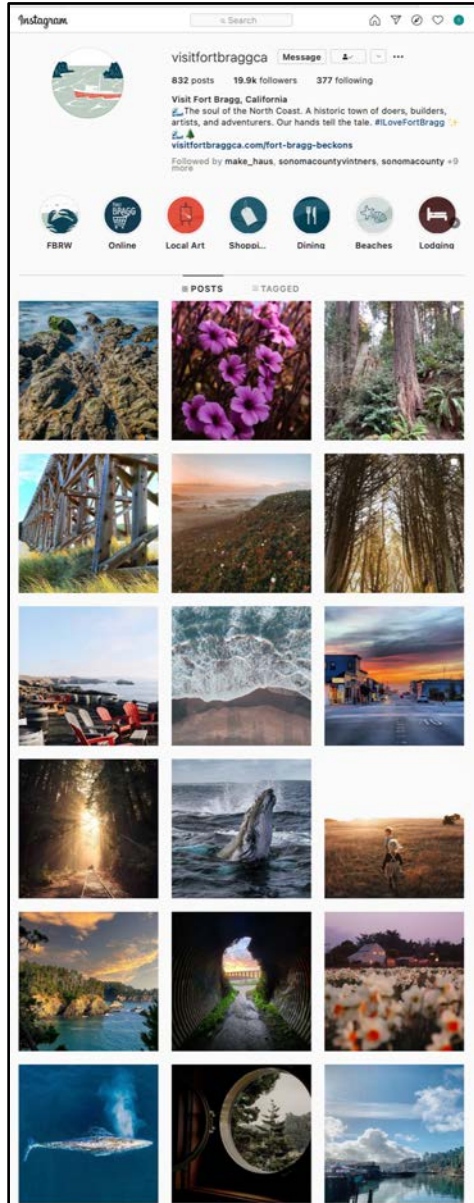 Instagram
Search
visitfortbraggca Message
832 posts 19.9k followers 377 following
Visit Fort Bragg, California
The soul of the North Coast. A historic town of doers, builders,
artists, and adventurers. Our hands tell the tale. #ILoveFortBragg
visitfortbraggca.com/fort-bragg-beckons
Followed by make_haus, sonomacountyvintners, sonomacounty +9
more
BRAGG
FBRW Online Local Art Shoppi... Dining Beaches Lodging
POSTS TAGGED